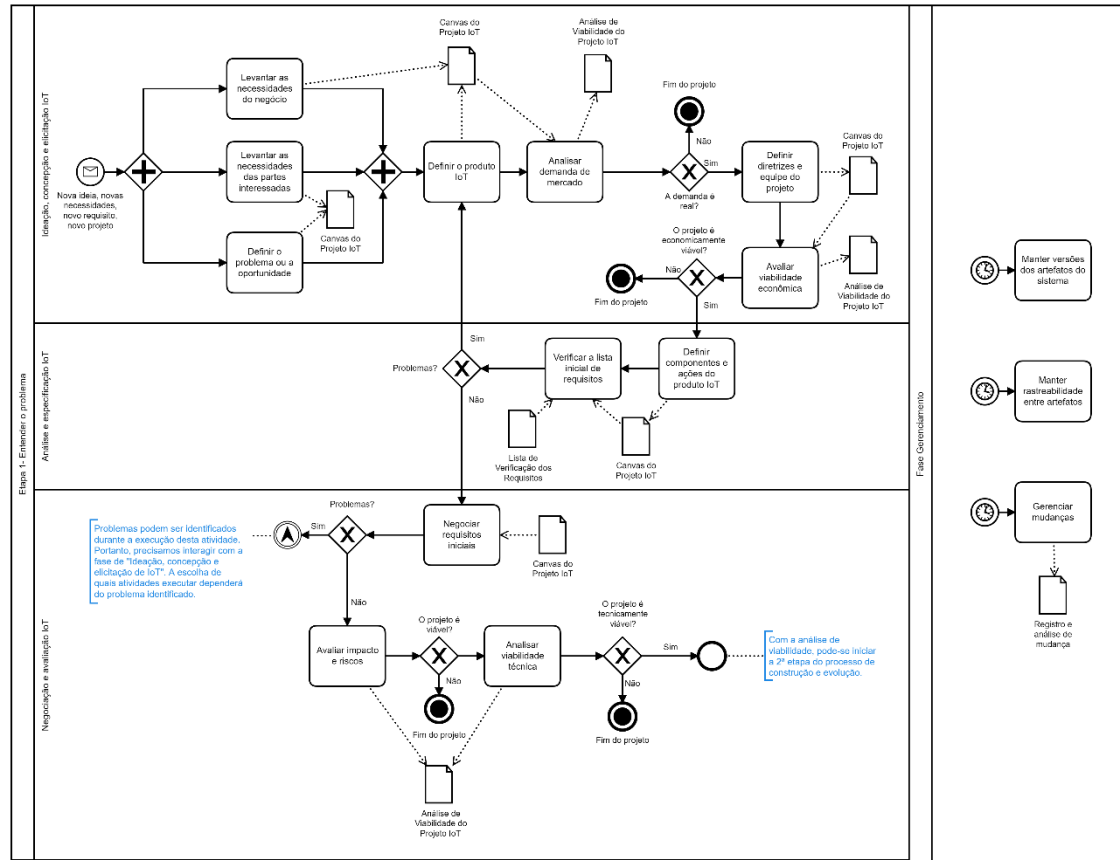 Etapa 1- Entender o problema
Ideação, concepção e elicitação IoT
Nova ideia, novas
necessidades,
novo requisito,
novo projeto
Levantar as
necessidades
do negócio
Levantar as
necessidades
das partes
interessadas
Definir o
problema ou a
oportunidade
Canvas do
Projeto IoT
Canvas do
Projeto IoT
Definir o produto
IoT
Análise de
Viabilidade do
Projeto IoT
Analisar
demanda de
mercado
Fim do projeto
Não
Sim
A demanda é
real?
Definir
diretrizes e
equipe do
projeto
Canvas do
Projeto IoT
O projeto é
economicamente
viável?
Não
Fim do projeto
Sim
Avaliar
viabilidade
econômica
Análise de
Viabilidade do
Projeto IoT
Análise e especificação IoT
Sim
Problemas?
Não
Verificar a lista
inicial de
requisitos
Definir
componentes e
ações do
produto IoT
Lista de
Verificação dos
Requisitos
Canvas do
Projeto IoT
Negociação e avaliação IoT
Problemas podem ser identificados
durante a execução desta atividade.
Portanto, precisamos interagir com a
fase de "Ideação, concepção e
elicitação de IoT". A escolha de
quais atividades executar dependerá
do problema identificado.
Problemas?
Sim
Não
Negociar
requisitos
iniciais
Canvas do
Projeto IoT
Avaliar impacto
e riscos
O projeto é
viável?
Não
Fim do projeto
Analisar
viabilidade
técnica
O projeto é
tecnicamente
viável?
Sim
Não
Fim do projeto
Com a análise de
viabilidade, pode-se iniciar
a 2ª etapa do processo de
construção e evolução.
Análise de
Viabilidade do
Projeto IoT
Fase Gerenciamento
Manter versões
dos artefatos do
sistema
Manter
rastreabilidade
entre artefatos
Gerenciar
mudanças
Registro e
análise de
mudança